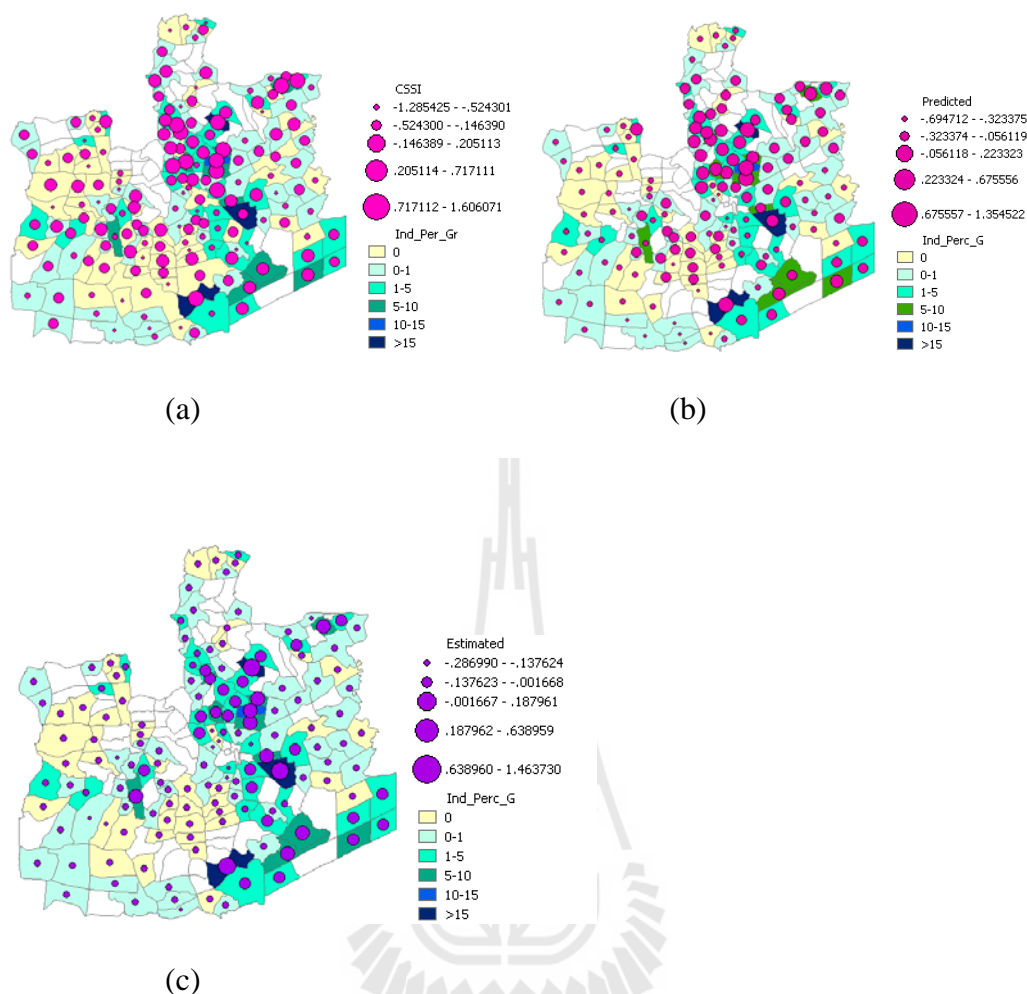 CSSI
-1.285425 - -.524301
-.524300 - -.146390
-.146389 - .205113
.205114 - .717111
.717112 - 1.606071
Ind_Per_Gr
0
0-1
1-5
5-10
10-15
>15
(a)
Predicted
-.694712 - -.323375
-.323374 - -.056119
-.056118 - .223323
.223324 - .675556
.675557 - 1.354522
Ind_Perc_G
0
0-1
1-5
5-10
10-15
>15
(b)
Estimated
-.286990 - -.137624
-.137623 - -.001668
-.001667 - .187961
.187962 - .638959
.638960 - 1.463730
Ind_Perc_G
0
0-1
1-5
5-10
10-15
>15
(c)